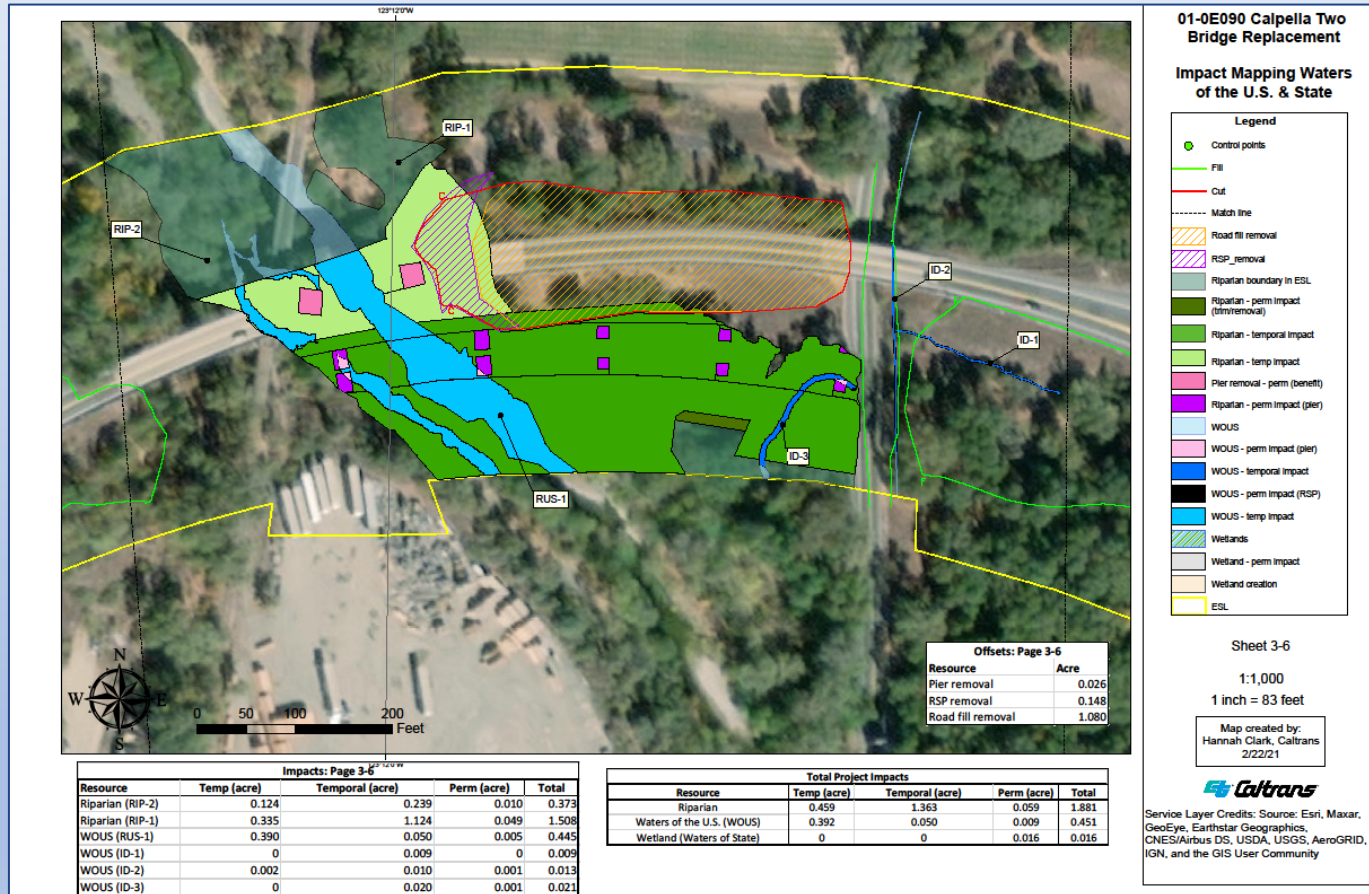 01-0E090 Calpella Two
Bridge Replacement
Impact Mapping Waters
of the U.S. & State
Legend
Control points
Fill
Cut
Match line
Road fill removal
RSP_removal
Riparian boundary in ESL
Riparian - perm impact
(trim/removal)
Riparian - temporal impact
Riparian - temp impact
Pier removal - perm (benefit)
Riparian - perm impact (pier)
WOUS
WOUS - perm impact (pier)
WOUS - temporal impact
WOUS - perm impact (RSP)
WOUS - temp impact
Wetlands
Wetland - perm impact
Wetland creation
ESL
Sheet 3-6
1:1,000
1 inch = 83 feet
Map created by:
Hannah Clark, Caltrans
2/22/21
Caltrans
Service Layer Credits: Source: Esri, Maxar,
GeoEye, Earthstar Geographics,
CNES/Airbus DS, USDA, USGS, AeroGRID,
IGN, and the GIS User Community
123°12'0"W
RIP-1
RIP-2
C
C
ID-2
ID-1
ID-3
RUS-1
N
W E
S
0 50 100 200
Feet
123°12'0"W
Offsets: Page 3-6
Resource Acre
Pier removal 0.026
RSP removal 0.148
Road fill removal 1.080
Impacts: Page 3-6
Resource Temp (acre) Temporal (acre) Perm (acre) Total
Riparian (RIP-2) 0.124 0.239 0.010 0.373
Riparian (RIP-1) 0.335 1.124 0.049 1.508
WOUS (RUS-1) 0.390 0.050 0.005 0.445
WOUS (ID-1) 0 0.009 0 0.009
WOUS (ID-2) 0.002 0.010 0.001 0.013
WOUS (ID-3) 0 0.020 0.001 0.021
Total Project Impacts
Resource Temp (acre) Temporal (acre) Perm (acre) Total
Riparian 0.459 1.363 0.059 1.881
Waters of the U.S. (WOUS) 0.392 0.050 0.009 0.451
Wetland (Waters of State) 0 0 0.016 0.016